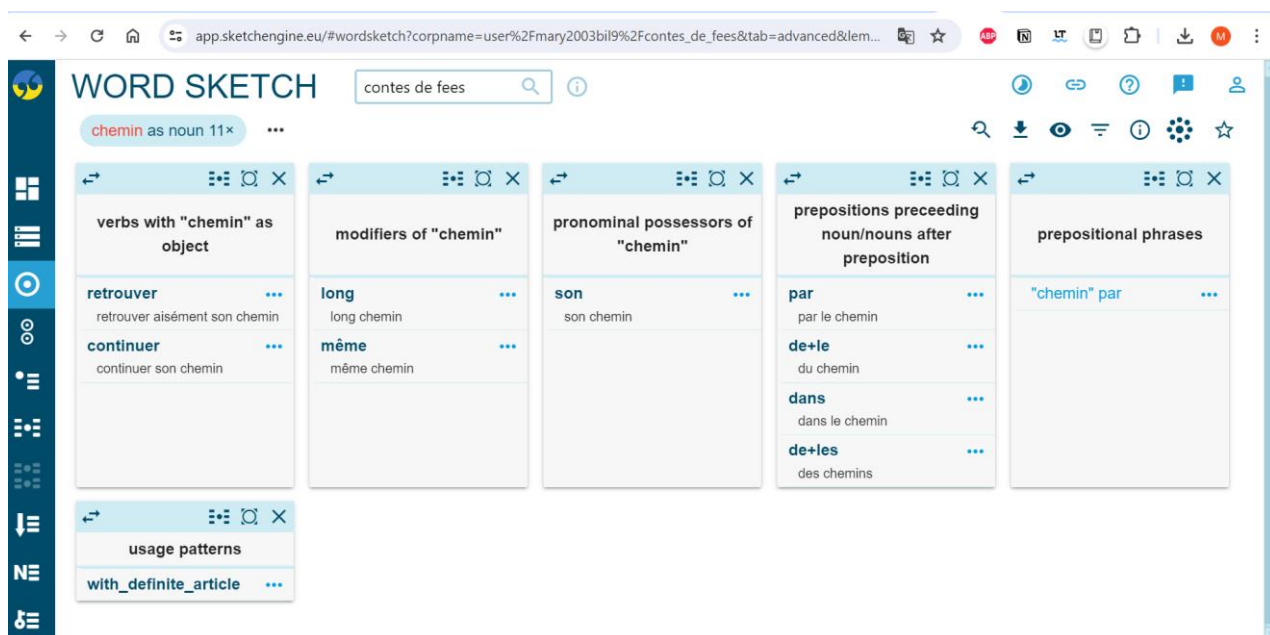 app.sketchengine.eu/#wordsketch?corpname=user%2Fmary2003bil9%2Fcontes_de_fees&tab=advanced&lem...
ABP
LT
M
WORD SKETCH
contes de fees
chemin as noun 11×
verbs with "chemin" as
object
retrouver
retrouver aisément son chemin
continuer
continuer son chemin
modifiers of "chemin"
long
long chemin
même
même chemin
pronominal possessors of
"chemin"
son
son chemin
prepositions preceeding
noun/nouns after
preposition
par
par le chemin
de+le
du chemin
dans
dans le chemin
de+les
des chemins
prepositional phrases
"chemin" par
usage patterns
with_definite_article